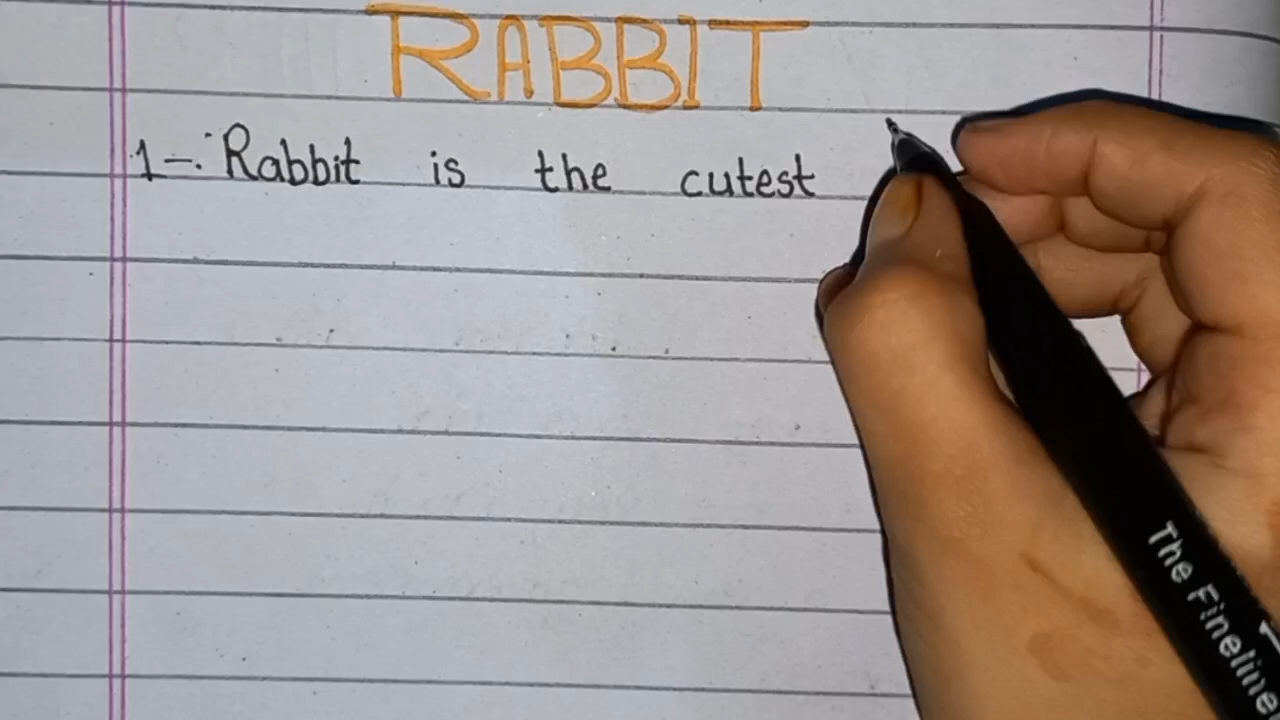 RABBIT
1-. Rabbit is the cutest
The Fineline